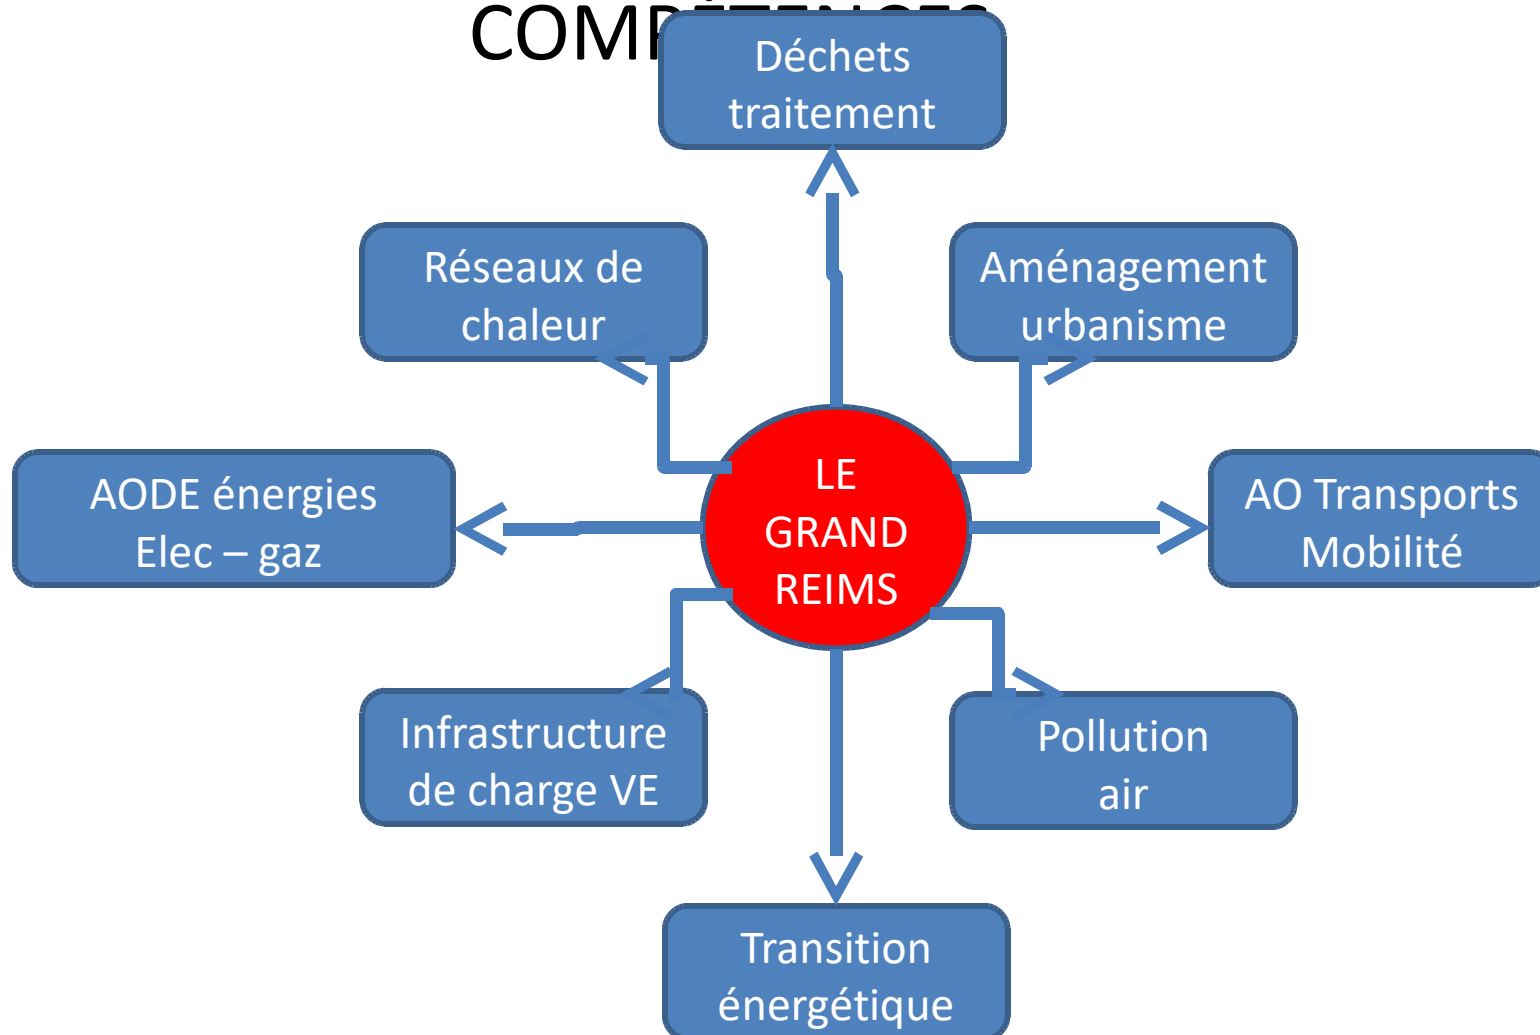 COMPÉTENCES
Déchets
traitement
Réseaux de
chaleur
Aménagement
urbanisme
LE
GRAND
REIMS
AODE énergies
Elec – gaz
AO Transports
Mobilité
Infrastructure
de charge VE
Pollution
air
Transition
énergétique